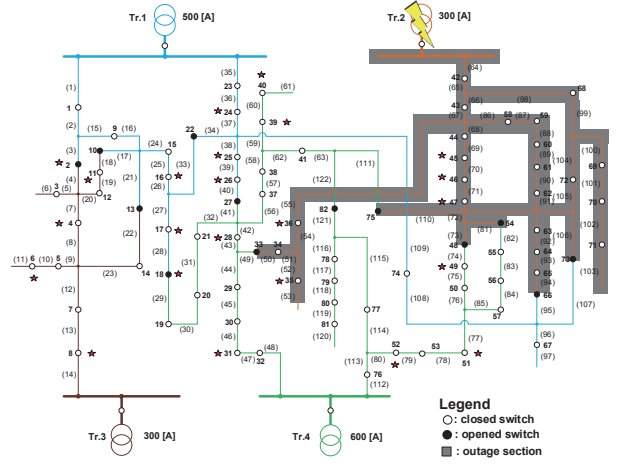 Tr.1 500 [A] Tr.2 300 [A]
(35) 42 (64)
23 40 (61) (65) 68
(1) (36) (60) (66) (98)
1 24 39 43 (67) (86) 58 (87) 59 (99)
(2) (15) 9 (16) 22 (34) (37) (59) 44 (68) (88)
(3) 10 (17) (24) 15 (38) (58) (62) 41 (63) (111) 45 (69) 60 (100)
2 (18) (25) (33) 25 (39) 38 (89) (104) 69
(4) 11 (21) 16 26 (57) (122) 46 (70) 61 (90) 72 (101)
(6) 3 (5) (20) (19) 12 (26) (40) 37 (55) (71) 62 (91) 70
(7) 13 (27) (32) 27 (56) 82 75 (110) 47 (105) (102)
4 (22) 17 21 (41) (42) 36 (121) (72) 54 (92)
(8) (28) 28 (43) 33 34 (54) (116) (73) 48 (81) (82) 63 (93) (106) 71
(11) 6 (10) 5 (9) (23) 14 18 (31) (49) (50) (51) (52) 78 (115) (109) (74) 49 55 64 (94) 73 (103)
(12) (29) 20 (44) 29 35 (53) (117) 79 (118) 74 (75) 50 (83) 56 (84) 65 66 (107)
7 19 (30) (45) 30 80 (119) 77 (108) (76) (85) 57 (95)
(13) (46) 81 (120) (114) 52 53 (77) (96) 67
8 31 (47) 32 (48) (113) (80) (79) (78) 51 (97)
(14) 76 (112)
Tr.3 300 [A] Tr.4 600 [A]
Legend
: closed switch
: opened switch
: outage section